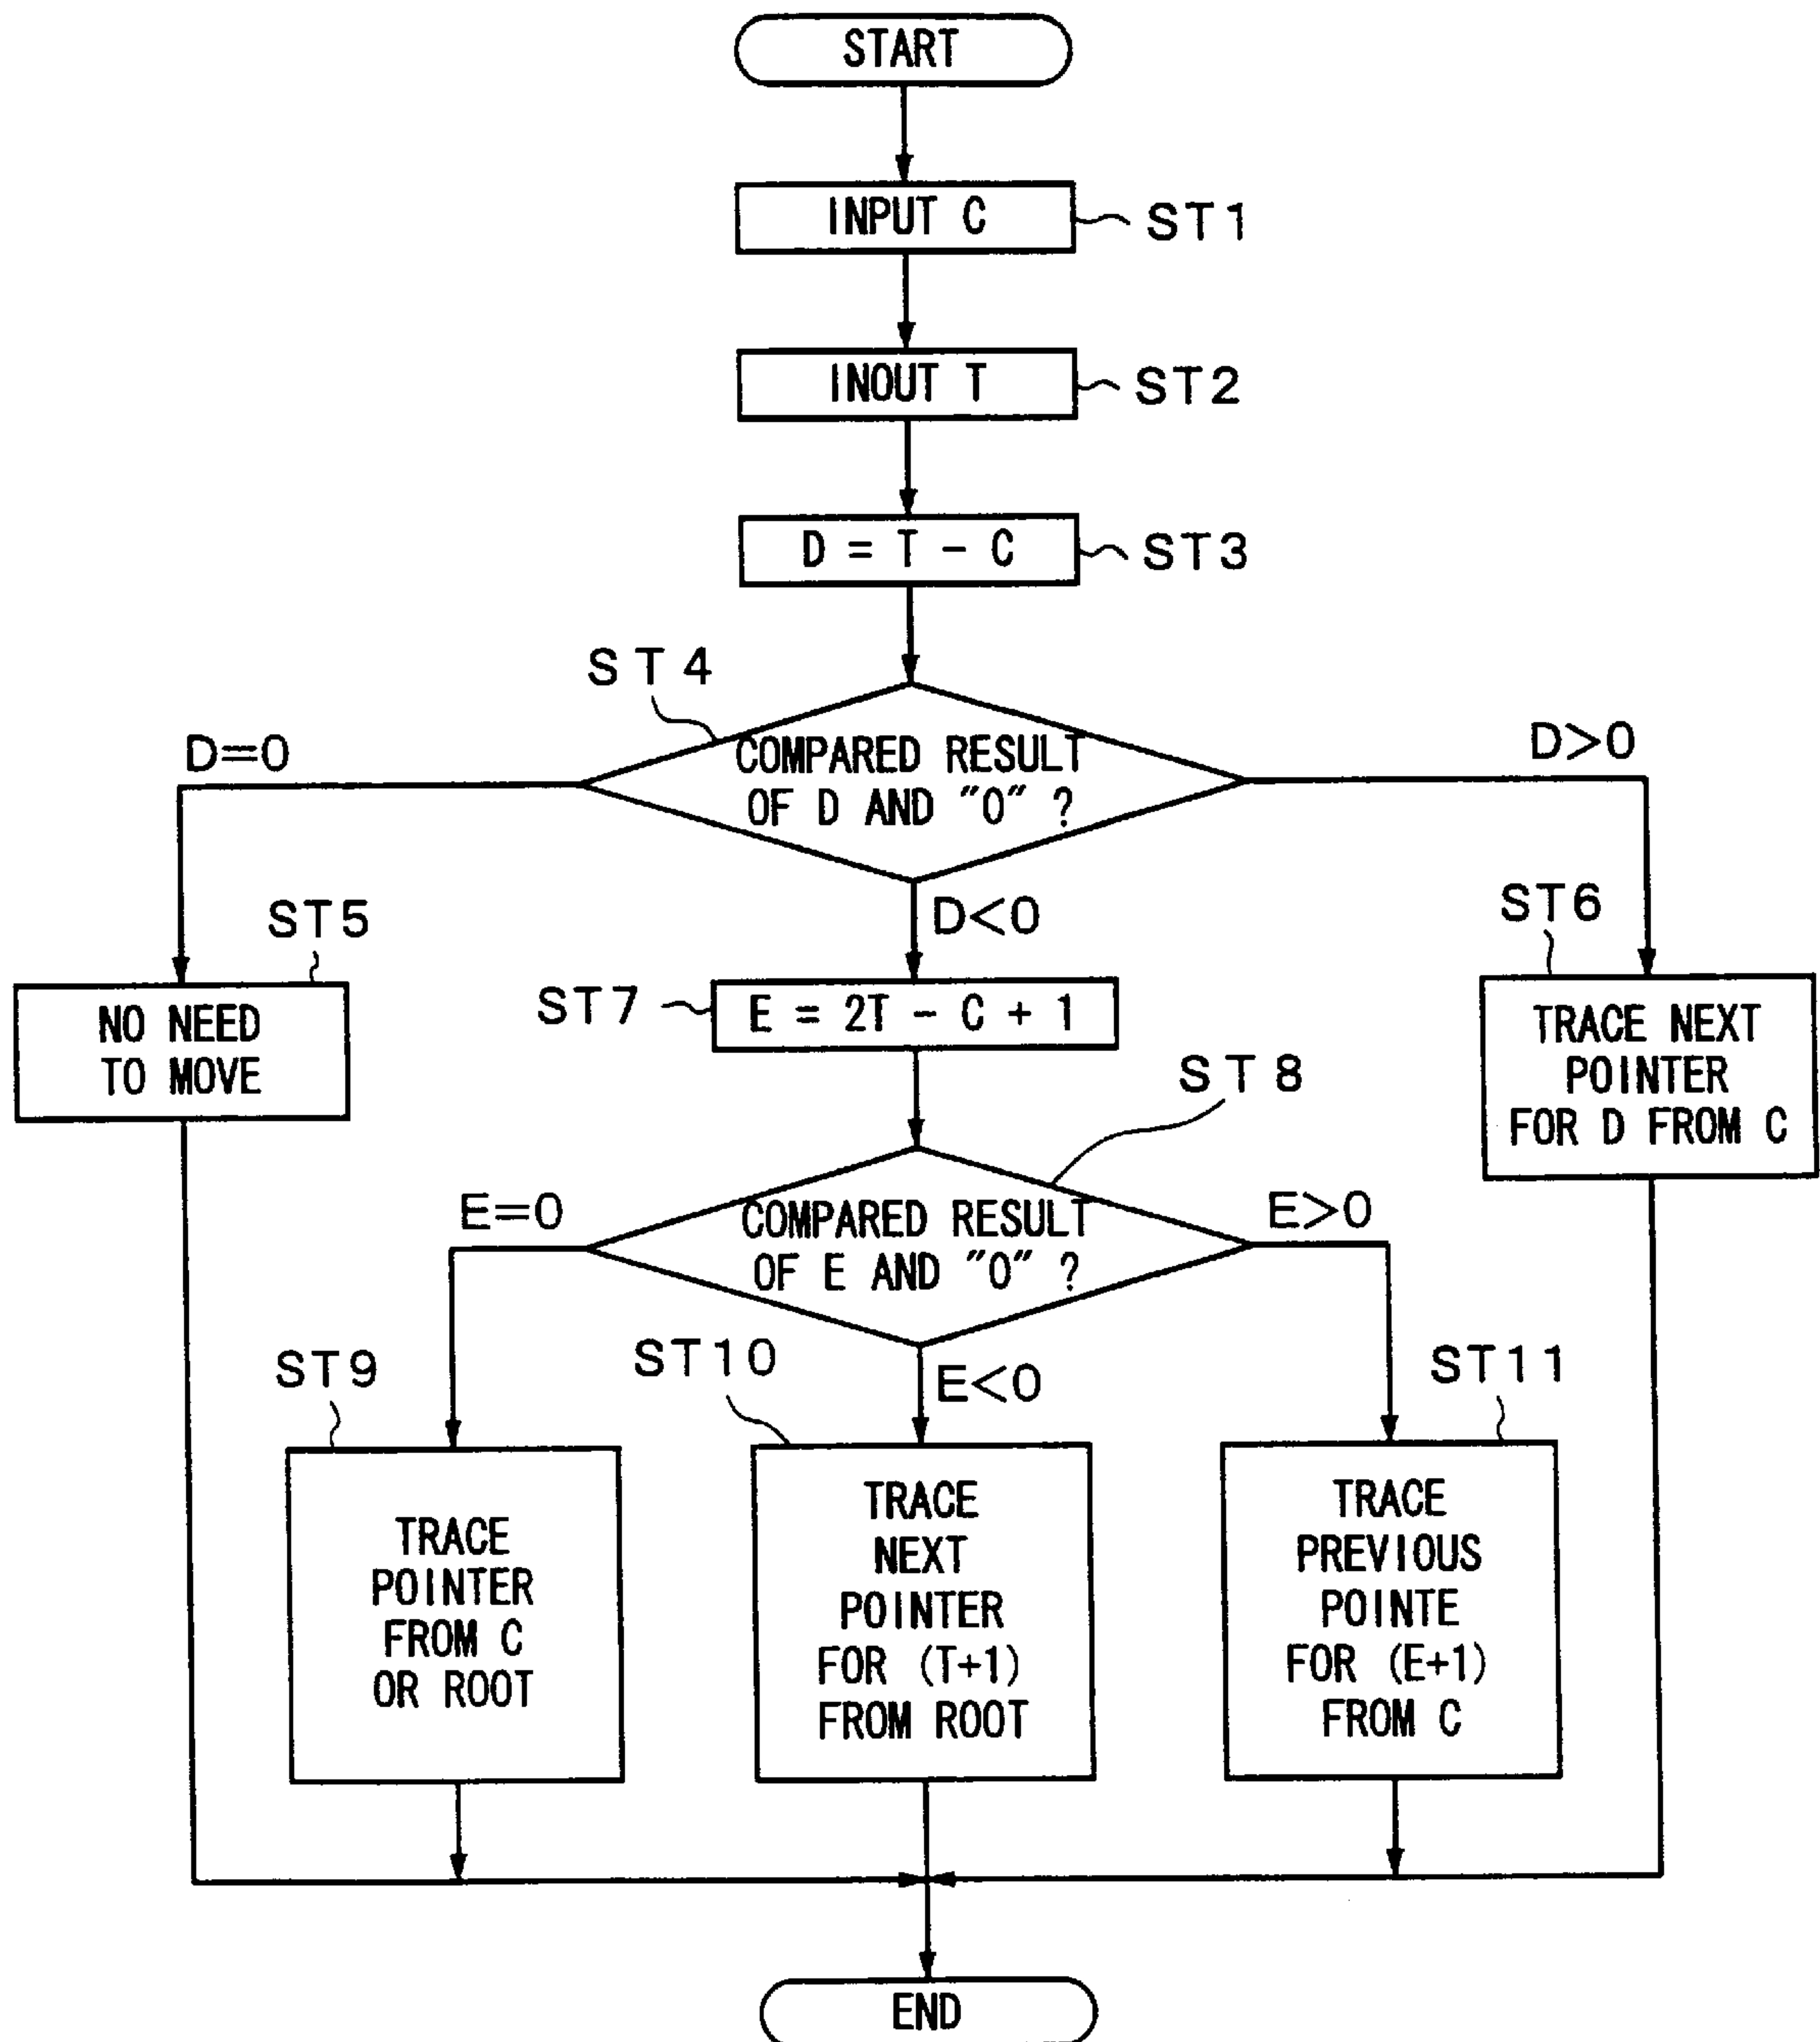 START
INPUT C
ST1
INOUT T
ST2
D = T - C
ST3
ST4
D=0
COMPARED RESULT
OF D AND "0" ?
D>0
ST5
D<0
ST6
NO NEED
TO MOVE
ST7
E = 2T - C + 1
TRACE NEXT
POINTER
FOR D FROM C
ST8
E=0
COMPARED RESULT
OF E AND "0" ?
E>0
ST9
ST10
E<0
ST11
TRACE
POINTER
FROM C
OR ROOT
TRACE
NEXT
POINTER
FOR (T+1)
FROM ROOT
TRACE
PREVIOUS
POINTE
FOR (E+1)
FROM C
END